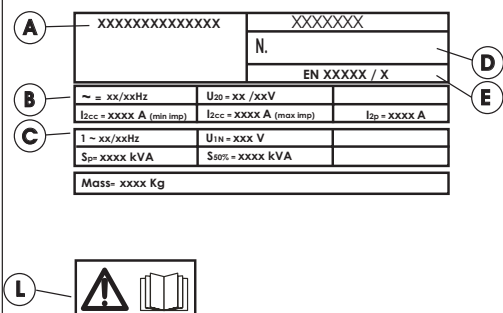 A
XXXXXXXXXXXXXX
XXXXXXX
N.
D
EN XXXXX / X
E
B
~ = xx/xxHz
U20 = xx /xxV
I2cc = xxxx A (min imp)
I2cc = xxxx A (max imp)
I2p = xxxx A
C
1 ~ xx/xxHz
U1N = xxx V
Sp= xxxx kVA
S50% = xxxx kVA
Mass= xxxx Kg
L